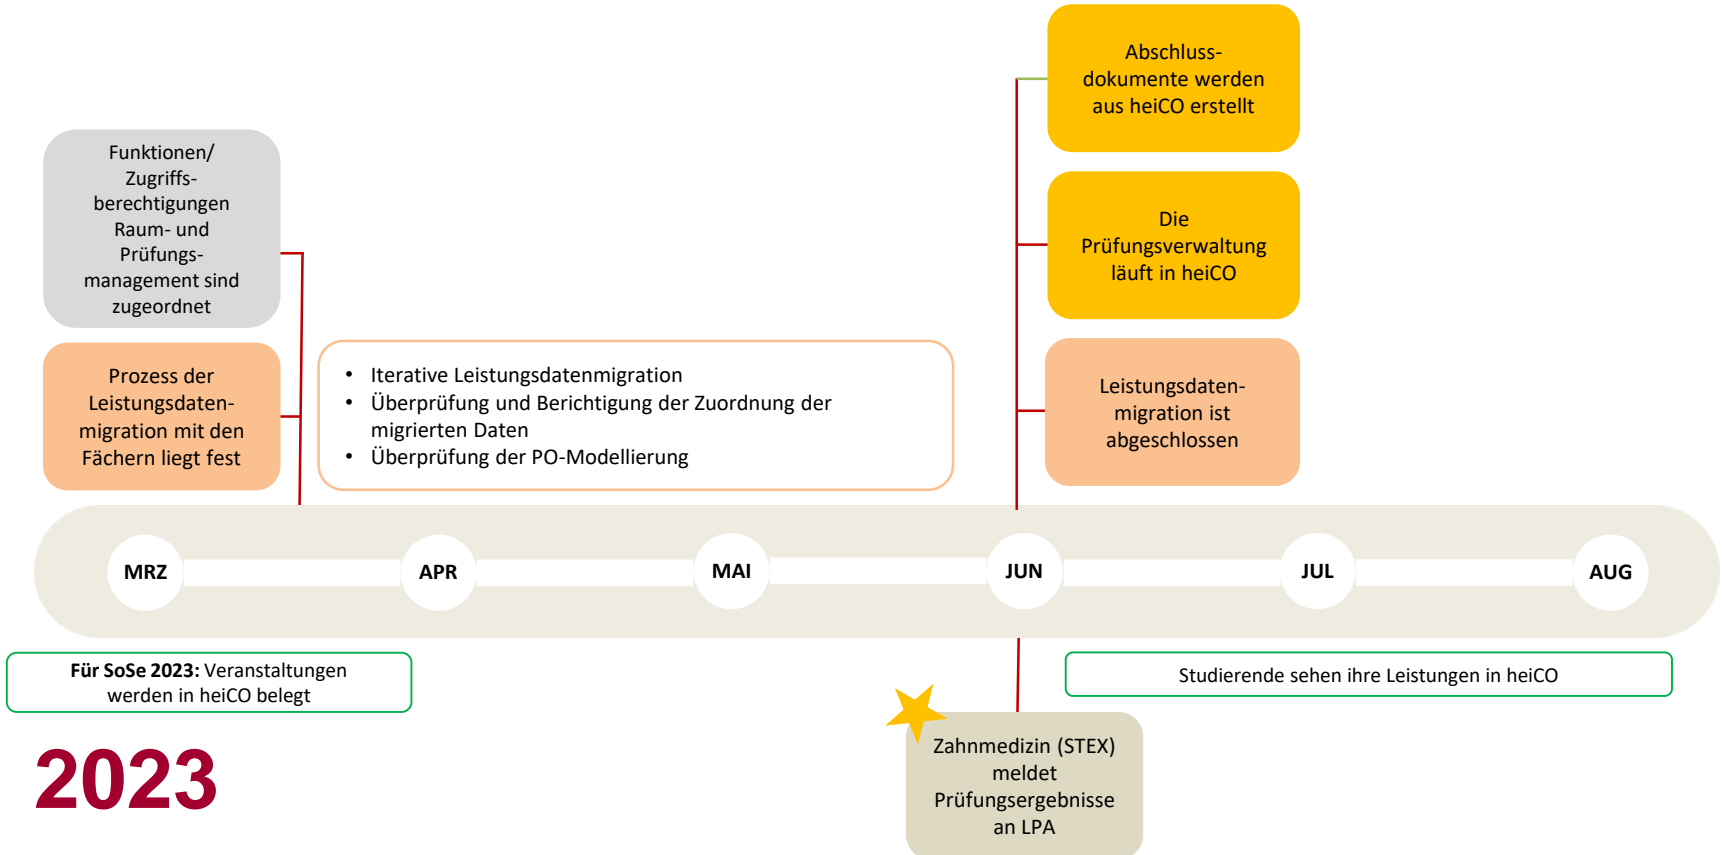 Abschluss-
dokumente werden
aus heiCO erstellt
Funktionen/
Zugriffs-
berechtigungen
Raum- und
Prüfungs-
management sind
zugeordnet
Die
Prüfungsverwaltung
läuft in heiCO
Prozess der
Leistungsdaten-
migration mit den
Fächern liegt fest
• Iterative Leistungsdatenmigration
• Überprüfung und Berichtigung der Zuordnung der
migrierten Daten
• Überprüfung der PO-Modellierung
Leistungsdaten-
migration ist
abgeschlossen
MRZ
APR
MAI
JUN
JUL
AUG
Für SoSe 2023: Veranstaltungen
werden in heiCO belegt
Studierende sehen ihre Leistungen in heiCO
Zahnmedizin (STEX)
meldet
Prüfungsergebnisse
an LPA
2023